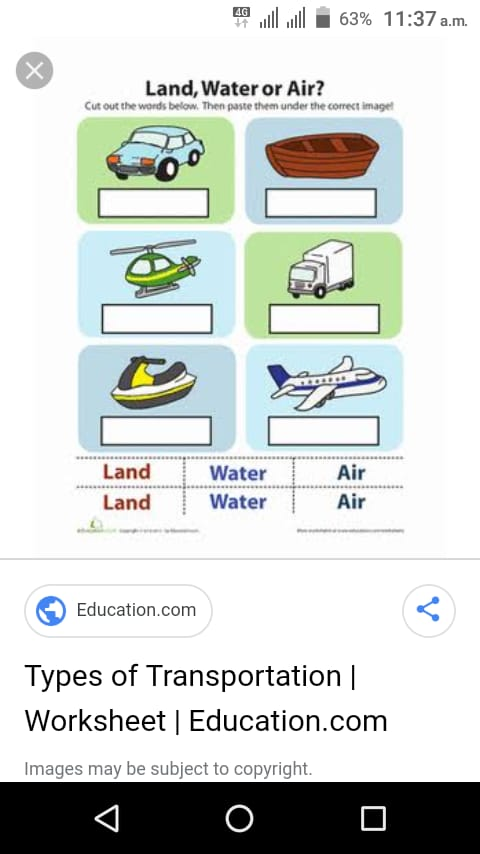 4G 63% 11:37 a.m.
Land, Water or Air?
Cut out the words below. Then paste them under the correct image!
Land Water Air
Land Water Air
Education.com
Types of Transportation |
Worksheet | Education.com
Images may be subject to copyright.